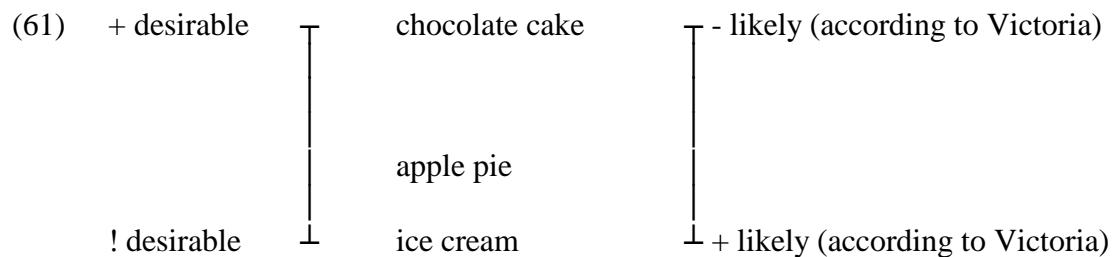 (61) + desirable chocolate cake - likely (according to Victoria)
apple pie
! desirable ice cream + likely (according to Victoria)